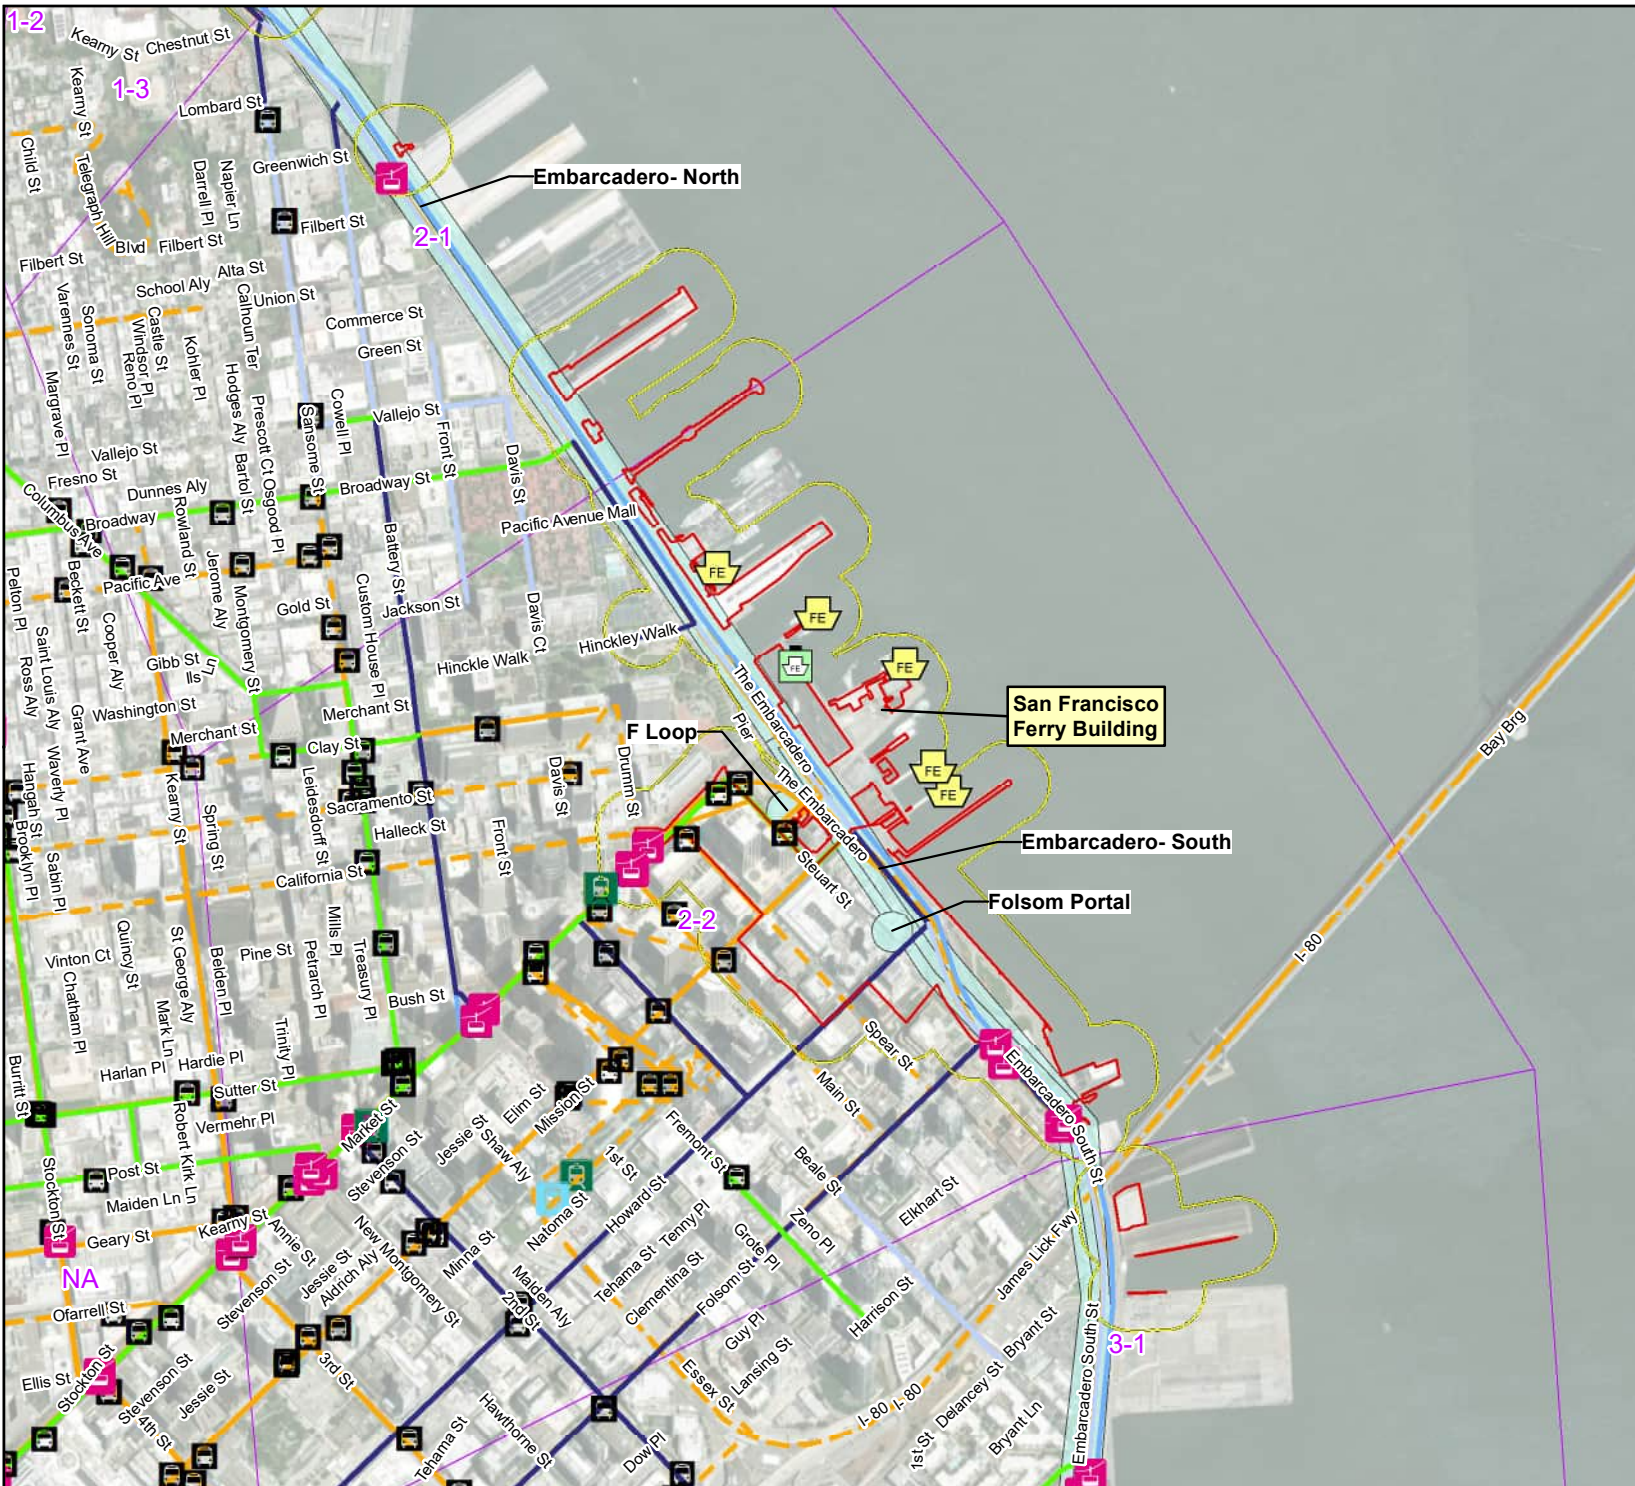 1-2
Kearny St
Chestnut St
1-3
Kearny St
Lombard St
Child St
Telegraph Hill
Blvd
Darrell Pl
Napier Ln
Greenwich St
Embarcadero- North
2-1
Filbert St
Filbert St
Filbert St
Alta St
School Aly
Union St
Varennes St
Sonoma St
Castle St
Windsor Pl
Reno Pl
Kohler Pl
Calhoun Ter
Commerce St
Green St
Margrave Pl
Hodges Aly
Prescott Ct
Bartol St
Osgood Pl
Sansome St
Cowell Pl
Vallejo St
Front St
Davis St
Vallejo St
Fresno St
Dunnes Aly
Broadway St
Columbus Ave
Broadway
Rowland St
Pacific Avenue Mall
Battery St
Pacific Ave
Jerome Aly
Montgomery St
Pelton Pl
Beckett St
Cooper Aly
Gold St
Custom House Pl
Jackson St
Davis Ct
Hinckley Walk
Hinckle Walk
FE
FE
FE
FE
FE
FE
Saint Louis Aly
Ross Aly
Gibb St
Ils Ln
Washington St
Merchant St
Merchant St
Grant Ave
Waverly Pl
Clay St
The Embarcadero
Pier
F Loop
San Francisco
Ferry Building
Bay Brg
Hangah St
Brooklyn Pl
Sabin Pl
Kearny St
Spring St
Leidesdorff St
Sacramento St
Halleck St
Davis St
Drumm St
Front St
The Embarcadero
Steuart St
Embarcadero- South
California St
Folsom Portal
2-2
Vinton Ct
Quincy St
St George Aly
Belden Pl
Pine St
Mills Pl
Petrarch Pl
Treasury Pl
I- 80
Chatham Pl
Mark Ln
Bush St
Trinity Pl
Hardie Pl
Harlan Pl
Burritt St
Sutter St
Vermehr Pl
Robert Kirk Ln
Market St
Stevenson St
Jessie St
Elim St
Mission St
Shaw Aly
Spear St
Main St
Embarcadero South St
Fremont St
1st St
Beale St
Post St
Maiden Ln
Stockton St
Geary St
Kearny St
Annie St
New Montgomery St
Minna St
Natoma St
Howard St
Tenny Pl
Zeno Pl
Grote Pl
Elkhart St
James Lick Fwy
NA
Stevenson St
Jessie St
Aldrich Aly
Malden Aly
2nd St
Tehama St
Clementina St
Folsom St
Guy Pl
Lansing St
Harrison St
Ofarrell St
Bryant St
Embarcadero South St
3-1
Ellis St
Stockton St
Stevenson St
Jessie St
4th St
3rd St
Tehama St
Hawthorne St
Essex St
Dow Pl
I- 80
I- 80
1st St
Delancey St
Bryant Ln